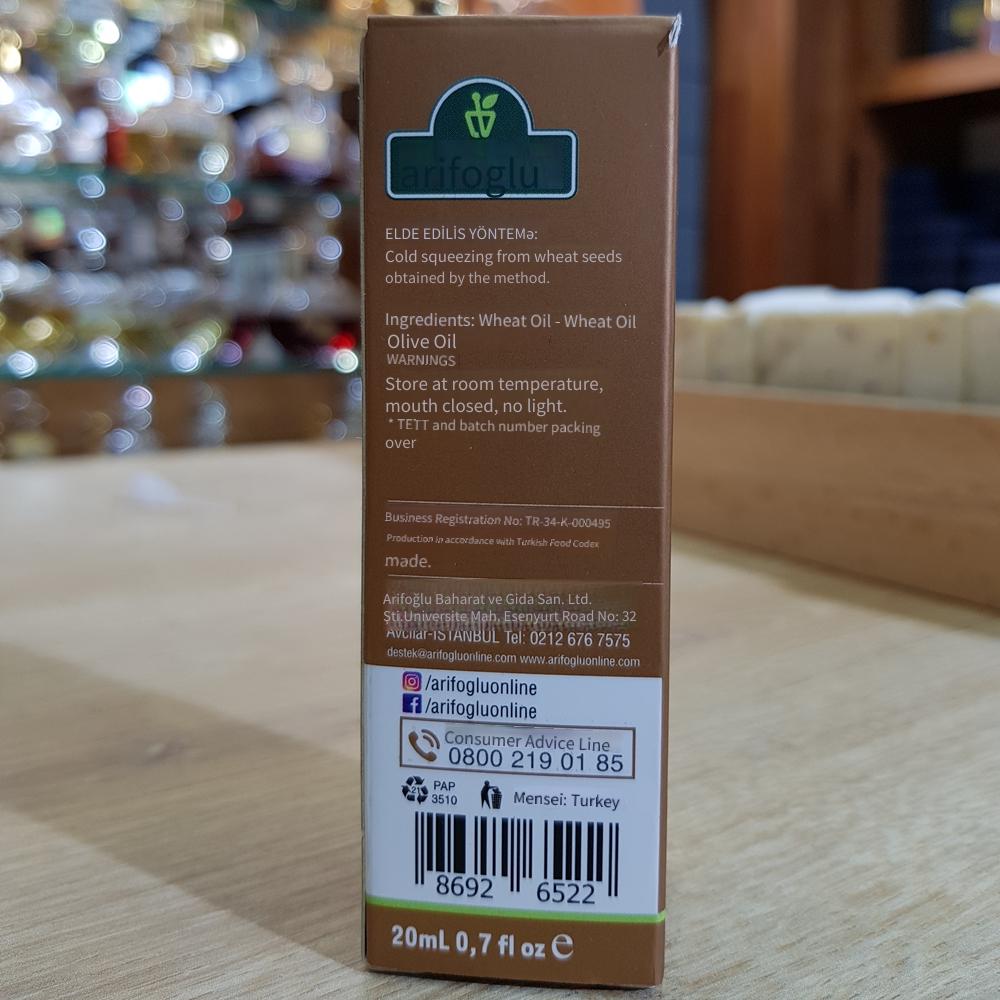 arifoglu
ELDE EDİLİS YÖNTEMə:
Cold squeezing from wheat seeds
obtained by the method.
Ingredients: Wheat Oil - Wheat Oil
Olive Oil
WARNINGS
Store at room temperature,
mouth closed, no light.
* TETT and batch number packing
over
Business Registration No: TR-34-K-000495
Production in accordance with Turkish Food Codex
made.
Arifoğlu Baharat ve Gida San. Ltd.
Şti.Universite Mah. Esenyurt Road No: 32
Avcılar-İSTANBUL Tel: 0212 676 7575
destek@arifogluonline.com www.arifogluonline.com
/arifogluonline
/arifogluonline
Consumer Advice Line
0800 219 01 85
21 PAP
3510
Mensei: Turkey
8692 6522
20mL 0,7 fl oz e